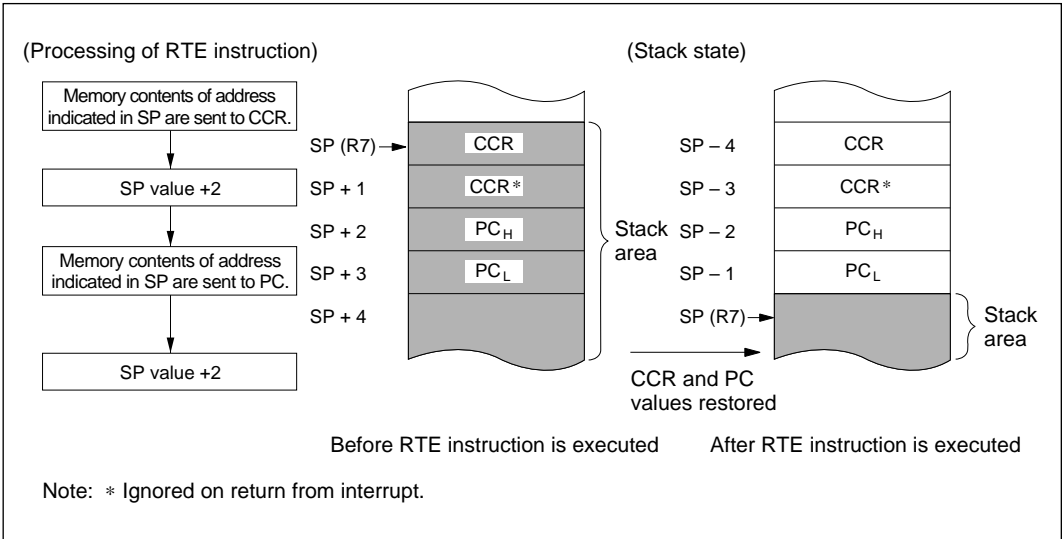 (Processing of RTE instruction)
(Stack state)
Memory contents of address
indicated in SP are sent to CCR.
SP value +2
Memory contents of address
indicated in SP are sent to PC.
SP value +2
SP (R7)
CCR
SP + 1
CCR*
SP + 2
PCH
SP + 3
PCL
SP + 4
Stack
area
SP – 4
CCR
SP – 3
CCR*
SP – 2
PCH
SP – 1
PCL
SP (R7)
Stack
area
CCR and PC
values restored
Before RTE instruction is executed
After RTE instruction is executed
Note: * Ignored on return from interrupt.